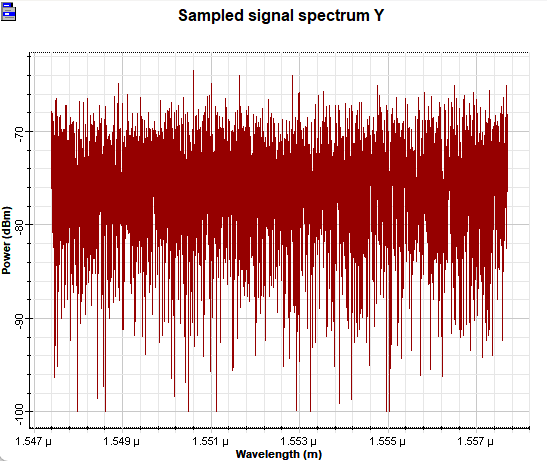 Sampled signal spectrum Y
Power (dBm)
-70
-80
-90
-100
1.547 µ 1.549 µ 1.551 µ 1.553 µ 1.555 µ 1.557 µ
Wavelength (m)